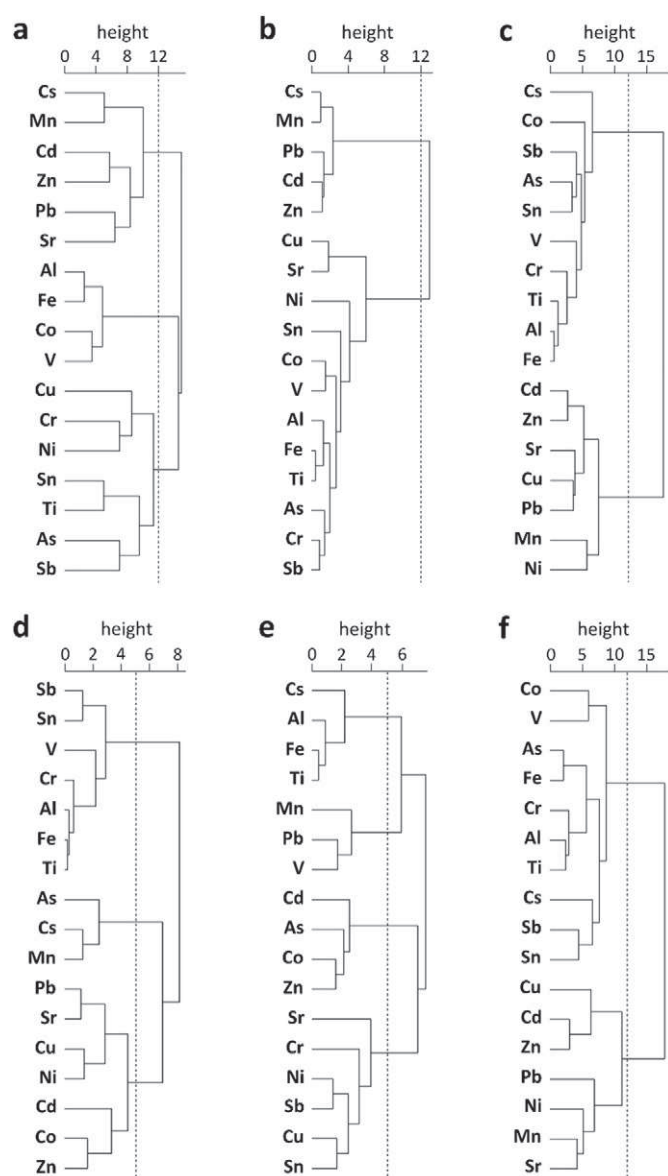 a
height
0 4 8 12
Cs
Mn
Cd
Zn
Pb
Sr
Al
Fe
Co
V
Cu
Cr
Ni
Sn
Ti
As
Sb
b
height
0 4 8 12
Cs
Mn
Pb
Cd
Zn
Cu
Sr
Ni
Sn
Co
V
Al
Fe
Ti
As
Cr
Sb
c
height
0 5 10 15
Cs
Co
Sb
As
Sn
V
Cr
Ti
Al
Fe
Cd
Zn
Sr
Cu
Pb
Mn
Ni
d
height
0 2 4 6 8
Sb
Sn
V
Cr
Al
Fe
Ti
As
Cs
Mn
Pb
Sr
Cu
Ni
Cd
Co
Zn
e
height
0 2 4 6
Cs
Al
Fe
Ti
Mn
Pb
V
Cd
As
Co
Zn
Sr
Cr
Ni
Sb
Cu
Sn
f
height
0 5 10 15
Co
V
As
Fe
Cr
Al
Ti
Cs
Sb
Sn
Cu
Cd
Zn
Pb
Ni
Mn
Sr